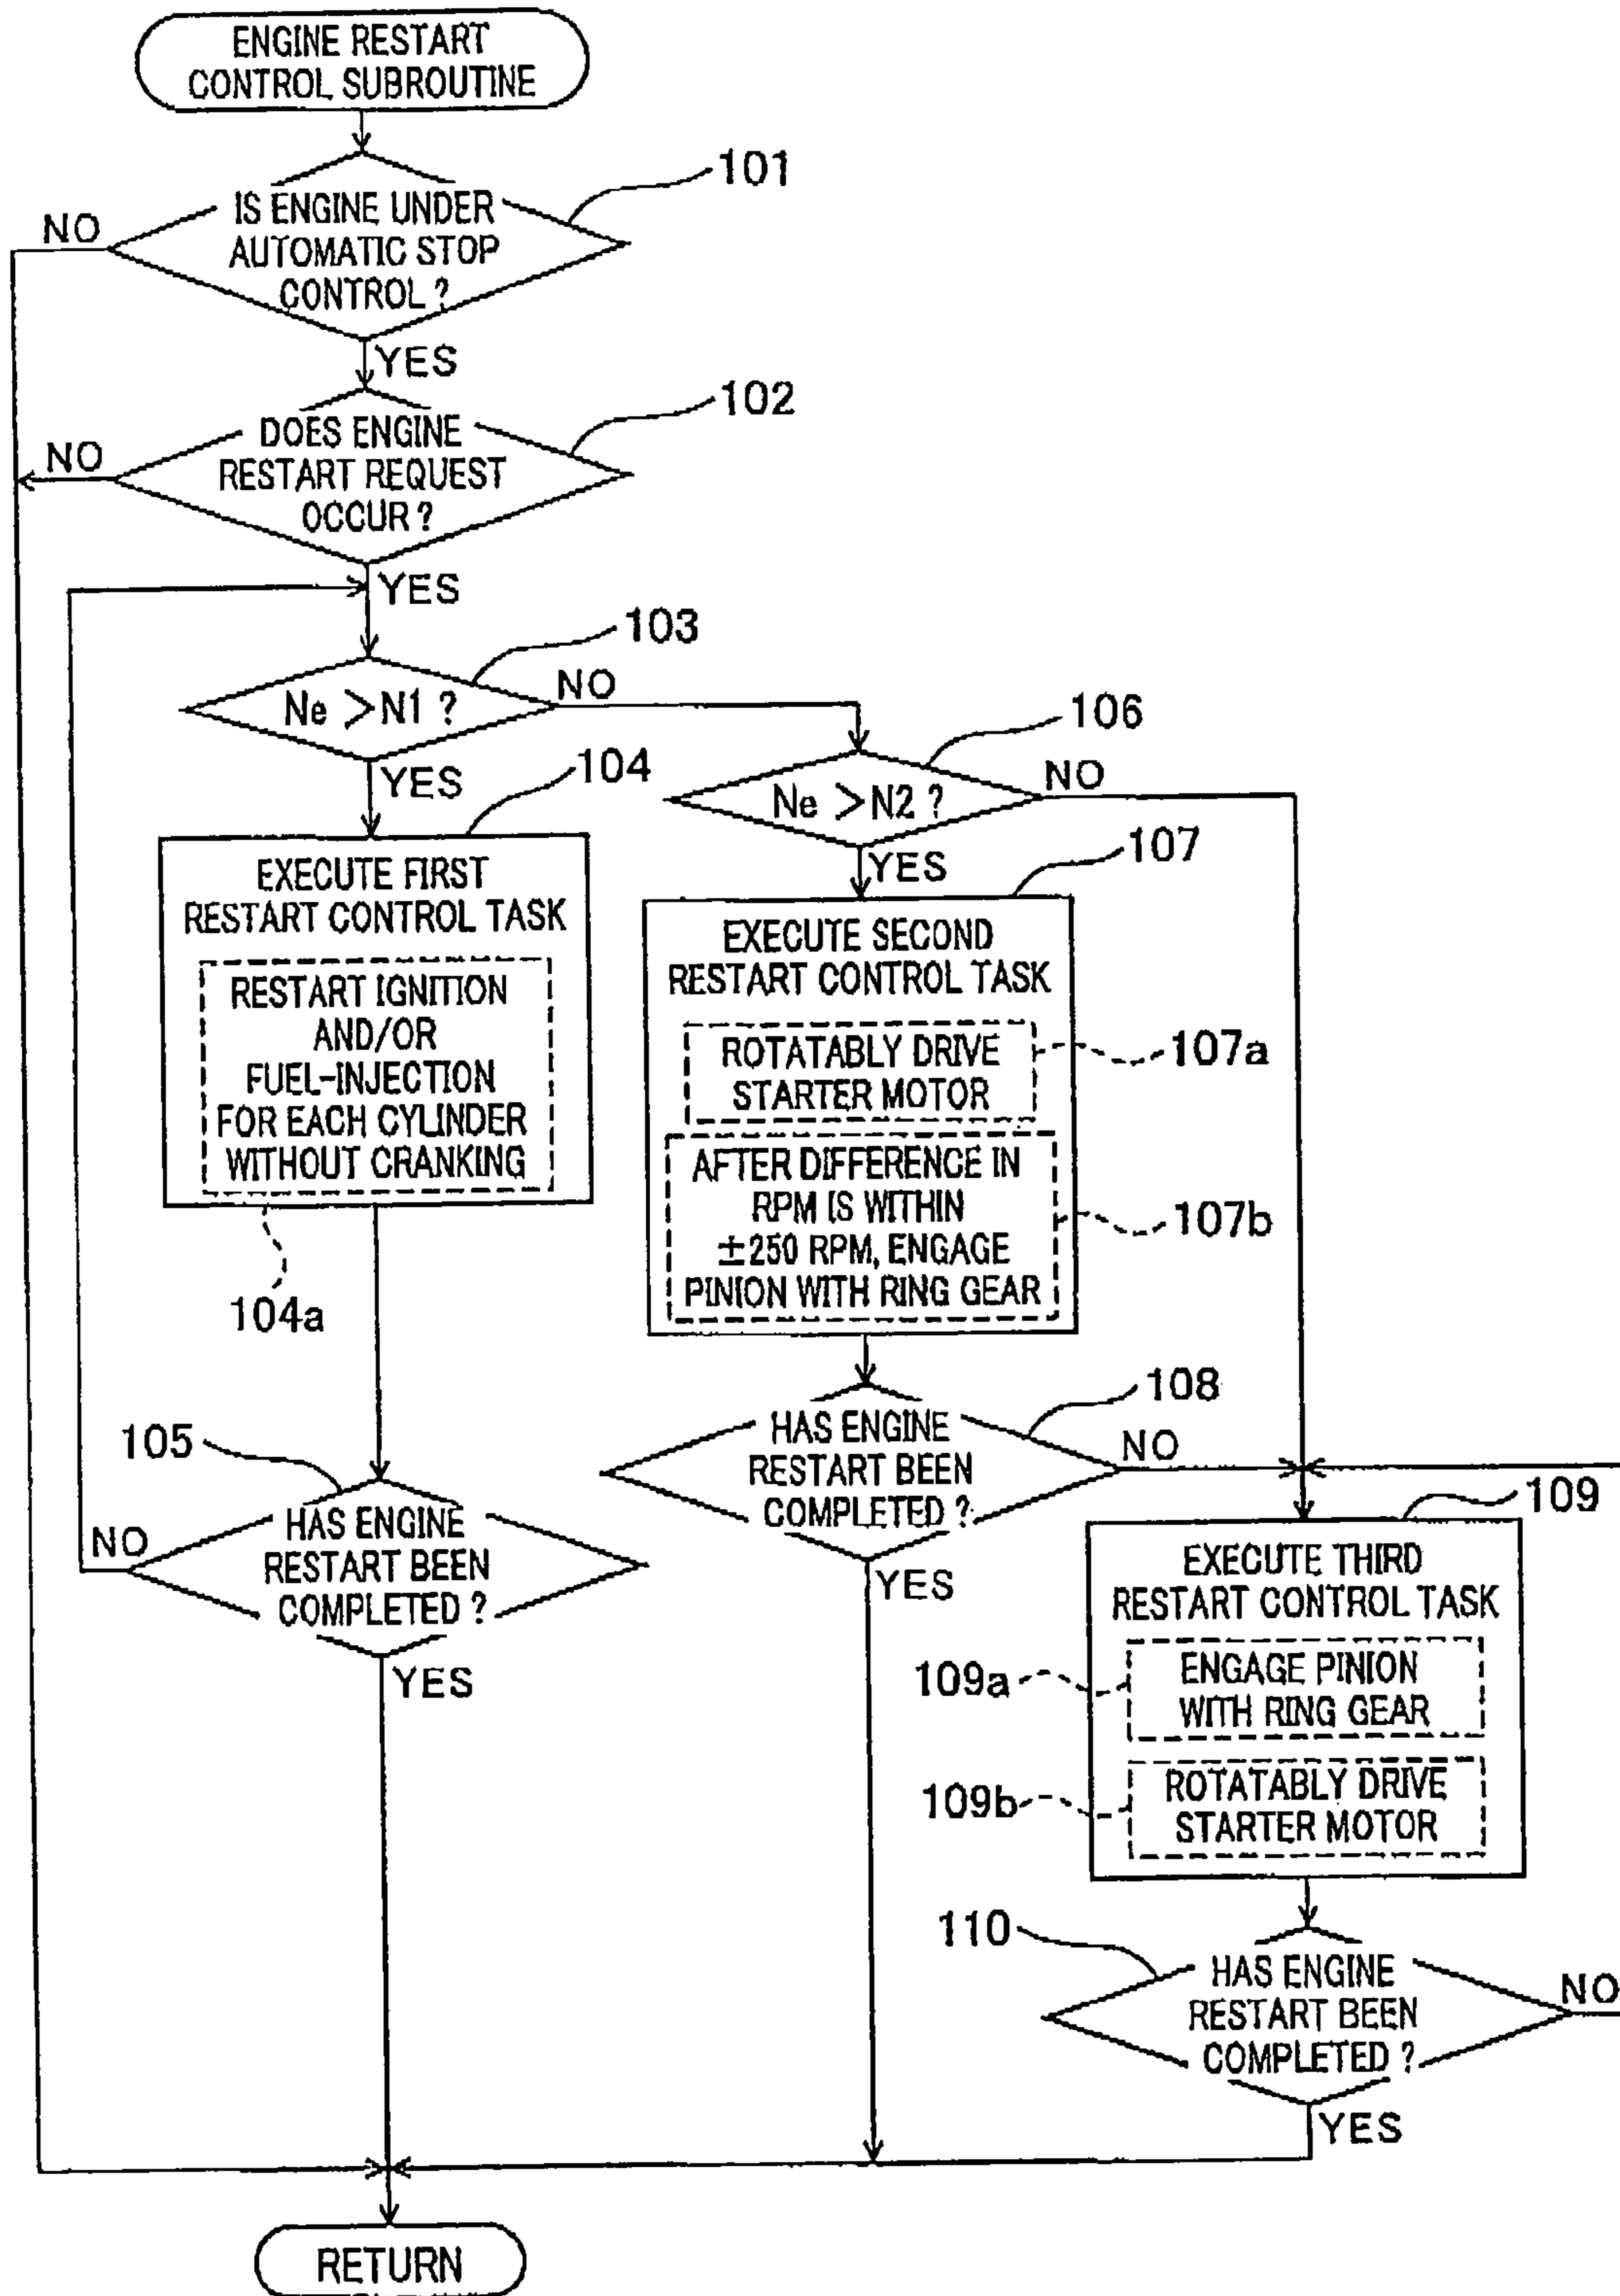 ENGINE RESTART
CONTROL SUBROUTINE
101
IS ENGINE UNDER
AUTOMATIC STOP
CONTROL ?
NO
YES
102
DOES ENGINE
RESTART REQUEST
OCCUR ?
NO
YES
103
Ne >N1 ?
NO
YES
106
Ne >N2 ?
NO
YES
104
EXECUTE FIRST
RESTART CONTROL TASK
RESTART IGNITION
AND/OR
FUEL-INJECTION
FOR EACH CYLINDER
WITHOUT CRANKING
104a
107
EXECUTE SECOND
RESTART CONTROL TASK
ROTATABLY DRIVE
STARTER MOTOR
107a
AFTER DIFFERENCE IN
RPM IS WITHIN
±250 RPM, ENGAGE
PINION WITH RING GEAR
107b
105
HAS ENGINE
RESTART BEEN
COMPLETED ?
NO
YES
108
HAS ENGINE
RESTART BEEN
COMPLETED ?
NO
YES
109
EXECUTE THIRD
RESTART CONTROL TASK
109a
ENGAGE PINION
WITH RING GEAR
109b
ROTATABLY DRIVE
STARTER MOTOR
110
HAS ENGINE
RESTART BEEN
COMPLETED ?
NO
YES
RETURN